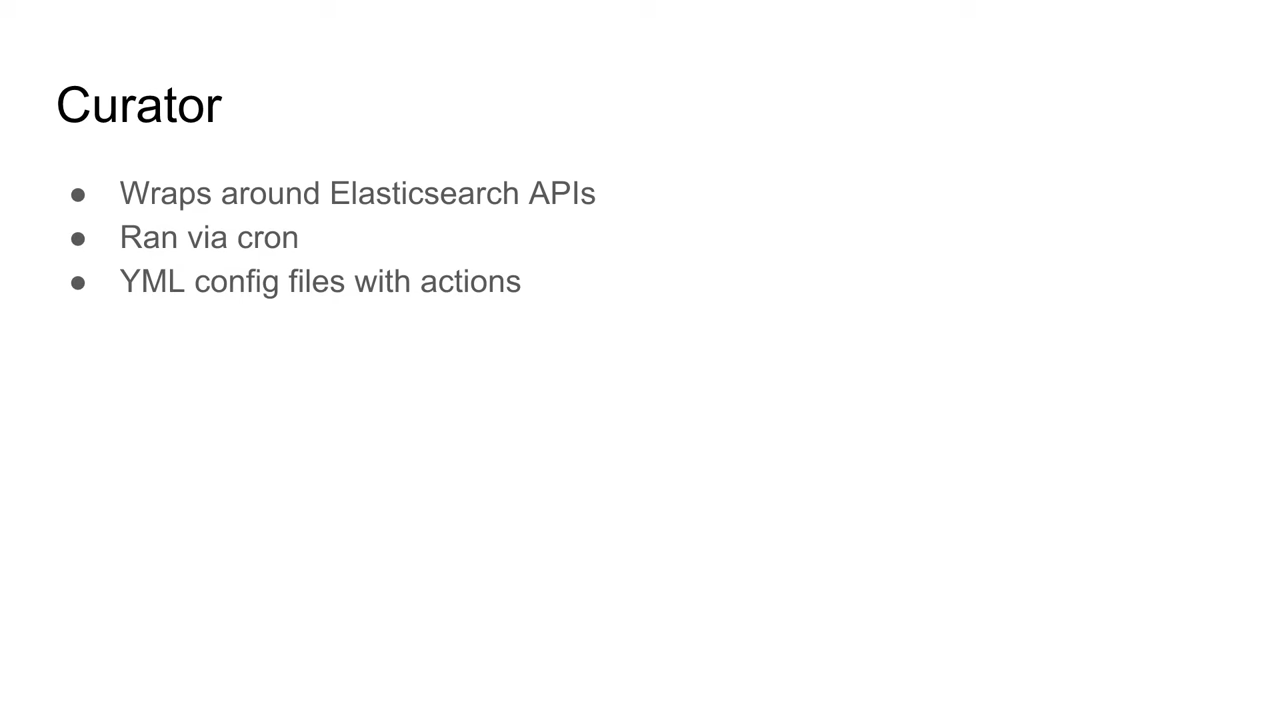 Curator
● Wraps around Elasticsearch APIs
● Ran via cron
● YML config files with actions